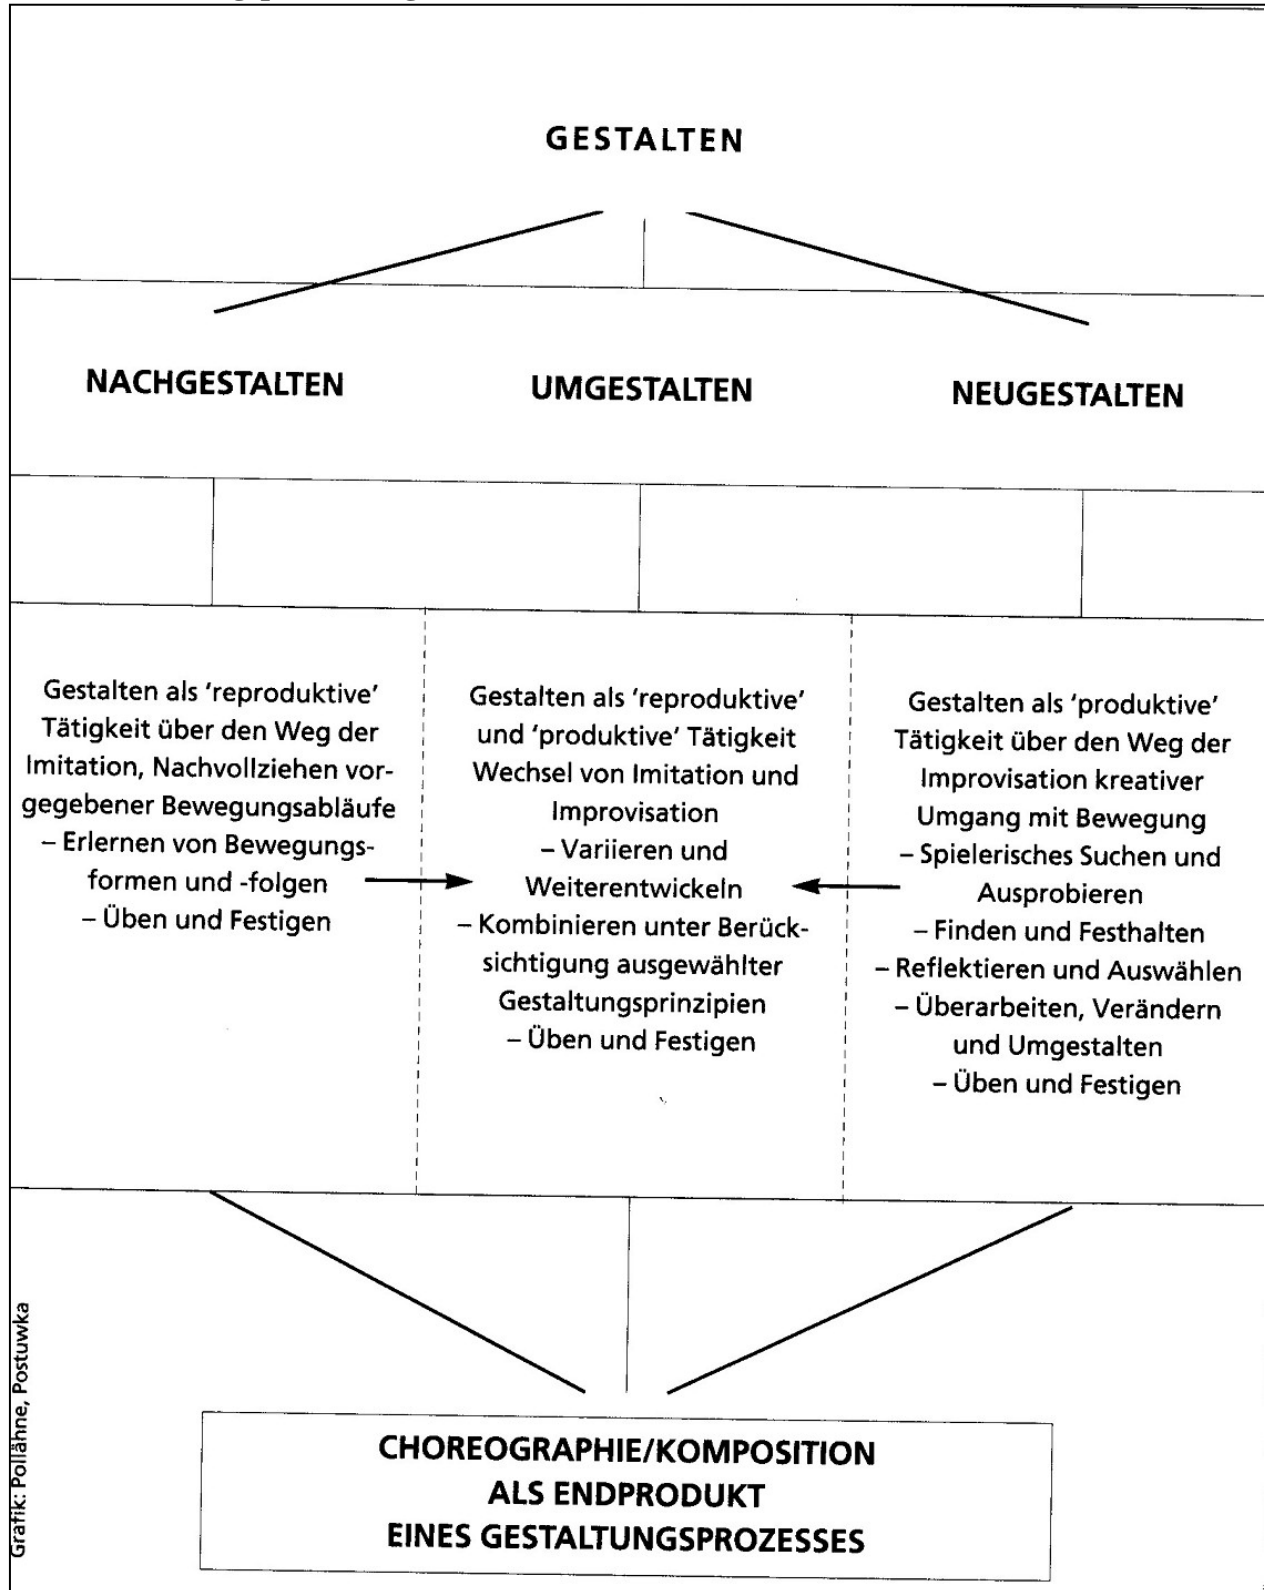 GESTALTEN
NACHGESTALTEN
UMGESTALTEN
NEUGESTALTEN
Gestalten als ‘reproduktive’
Tätigkeit über den Weg der
Imitation, Nachvollziehen vor-
gegebener Bewegungsabläufe
– Erlernen von Bewegungs-
formen und -folgen
– Üben und Festigen
Gestalten als ‘reproduktive’
und ‘produktive’ Tätigkeit
Wechsel von Imitation und
Improvisation
– Variieren und
Weiterentwickeln
– Kombinieren unter Berück-
sichtigung ausgewählter
Gestaltungsprinzipien
– Üben und Festigen
Gestalten als ‘produktive’
Tätigkeit über den Weg der
Improvisation kreativer
Umgang mit Bewegung
– Spielerisches Suchen und
Ausprobieren
– Finden und Festhalten
– Reflektieren und Auswählen
– Überarbeiten, Verändern
und Umgestalten
– Üben und Festigen
CHOREOGRAPHIE/KOMPOSITION
ALS ENDPRODUKT
EINES GESTALTUNGSPROZESSES
Grafik: Pollähne, Postuwka